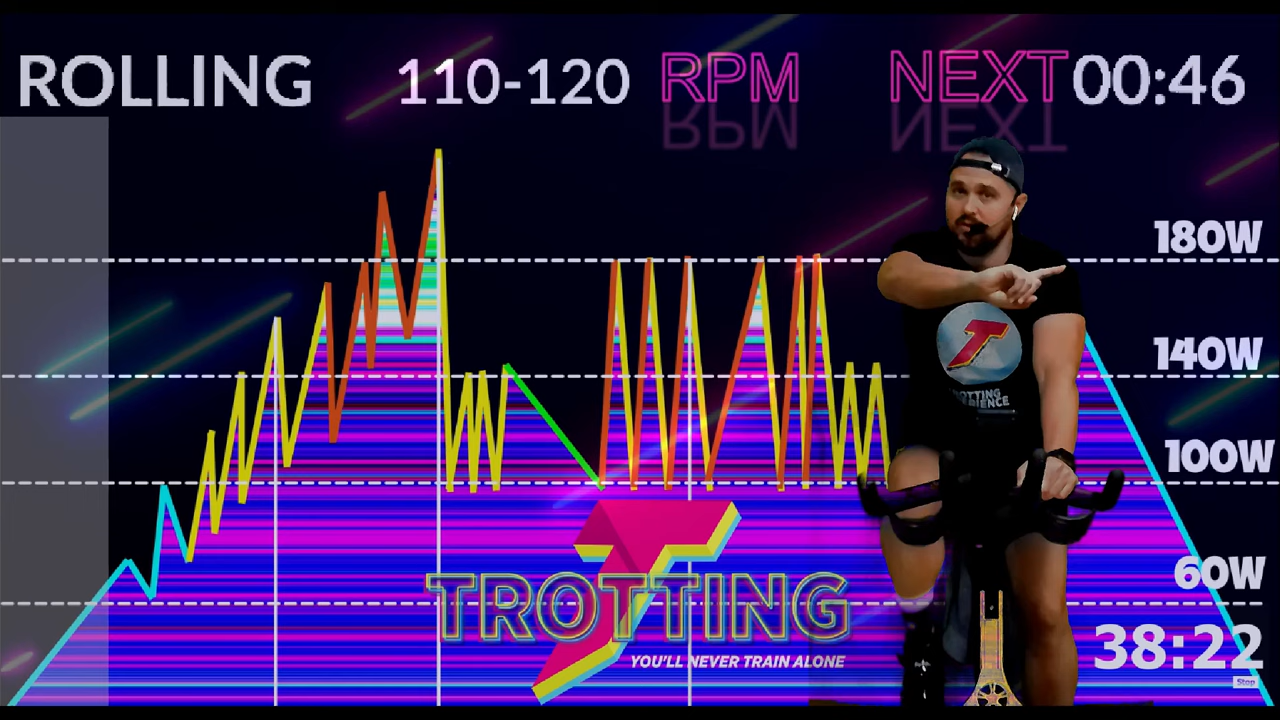 ROLLING 110-120 RPM NEXT 00:46
180W
140W
100W
60W
TROTTING
YOU'LL NEVER TRAIN ALONE
38:22
Stop